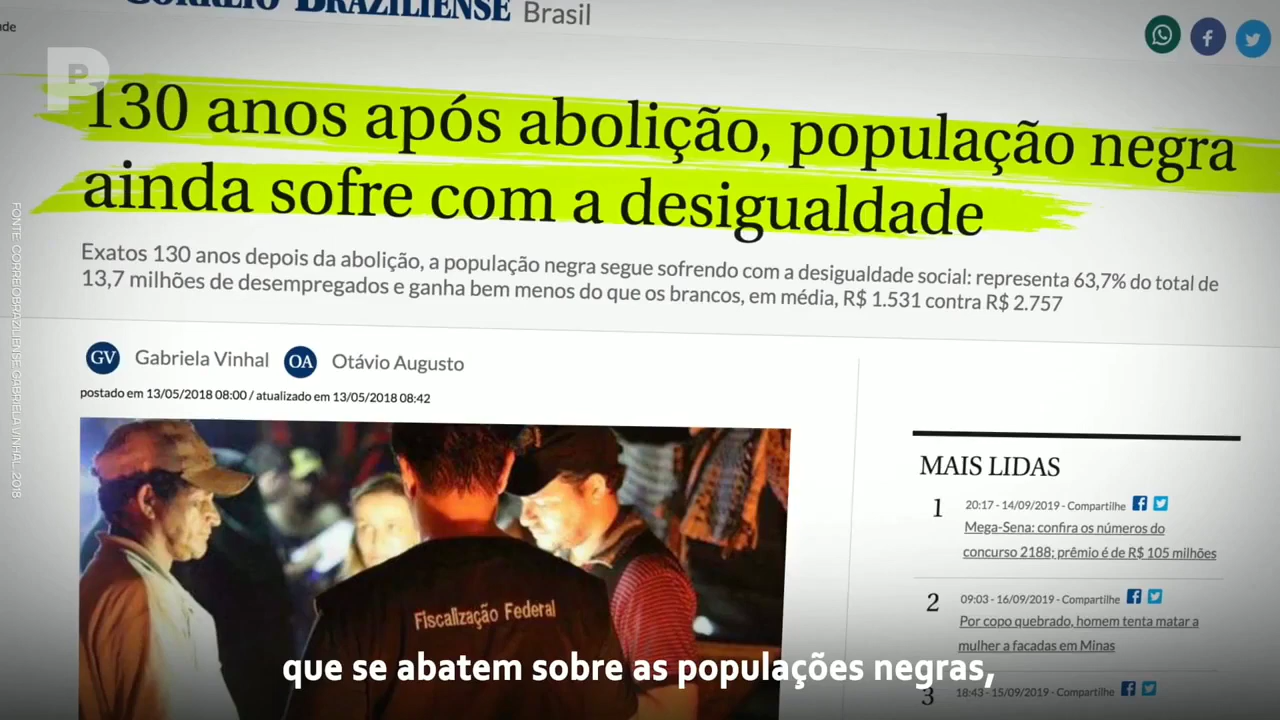 CORREIO BRAZILIENSE Brasil
P
130 anos após abolição, população negra
ainda sofre com a desigualdade
Exatos 130 anos depois da abolição, a população negra segue sofrendo com a desigualdade social: representa 63,7% do total de
13,7 milhões de desempregados e ganha bem menos do que os brancos, em média, R$ 1.531 contra R$ 2.757
GV Gabriela Vinhal OA Otávio Augusto
postado em 13/05/2018 08:00 / atualizado em 13/05/2018 08:42
Fiscalização Federal
MAIS LIDAS
1 20:17 - 14/09/2019 - Compartilhe
Mega-Sena: confira os números do
concurso 2188; prêmio é de R$ 105 milhões
2 09:03 - 16/09/2019 - Compartilhe
Por copo quebrado, homem tenta matar a
mulher a facadas em Minas
3 18:43 - 15/09/2019 - Compartilhe
FONTE: CORREIOBRAZILIENSE/GABRIELA VINHAL, 2018
que se abatem sobre as populações negras,